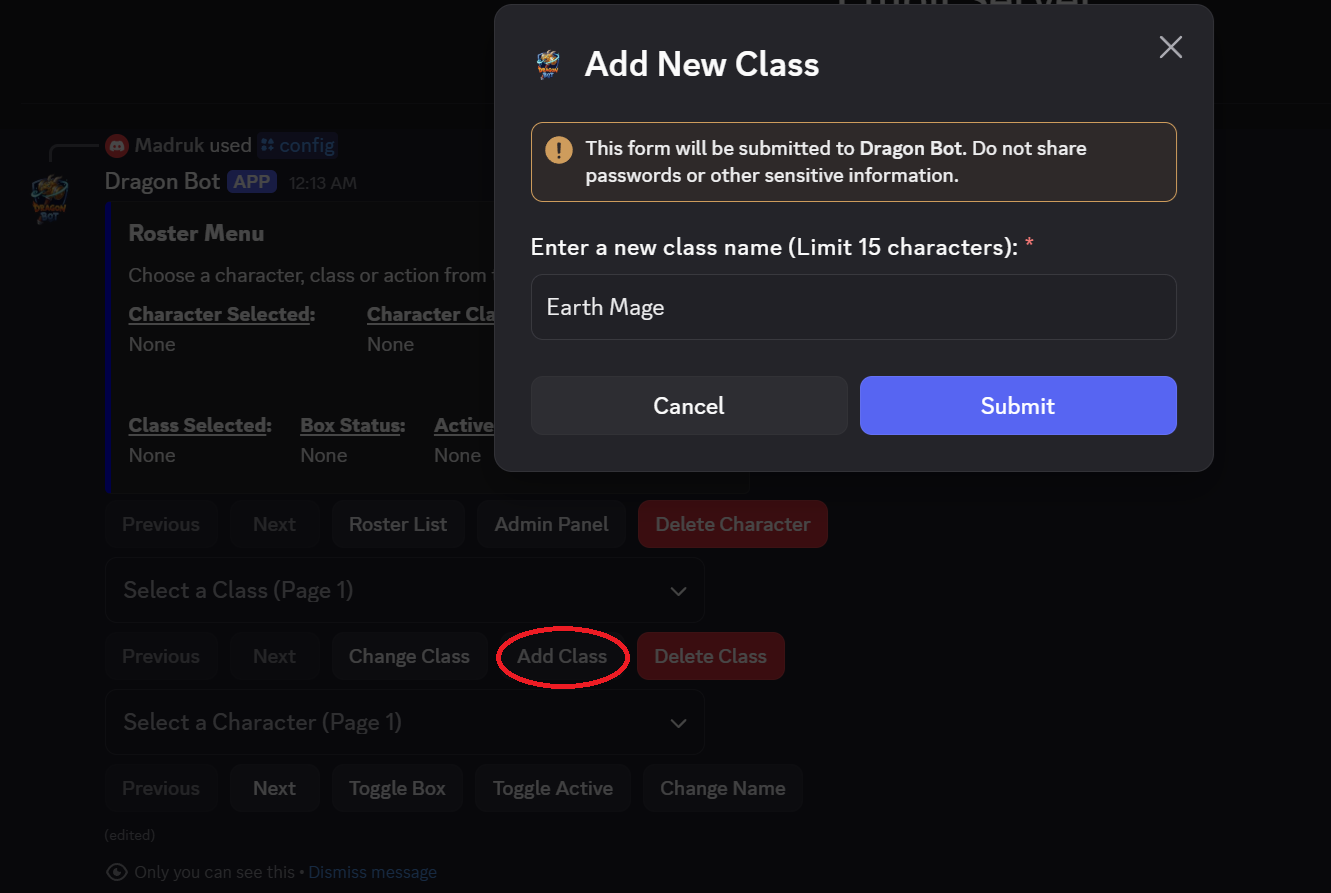 Add New Class
This form will be submitted to Dragon Bot. Do not share
passwords or other sensitive information.
Enter a new class name (Limit 15 characters): *
Earth Mage
Cancel Submit
Madruk used config
Dragon Bot APP 12:13 AM
Roster Menu
Choose a character, class or action from
Character Selected: Character Cla
None None
Class Selected: Box Status: Active
None None None
Previous Next Roster List Admin Panel Delete Character
Select a Class (Page 1)
Previous Next Change Class Add Class Delete Class
Select a Character (Page 1)
Previous Next Toggle Box Toggle Active Change Name
(edited)
Only you can see this • Dismiss message